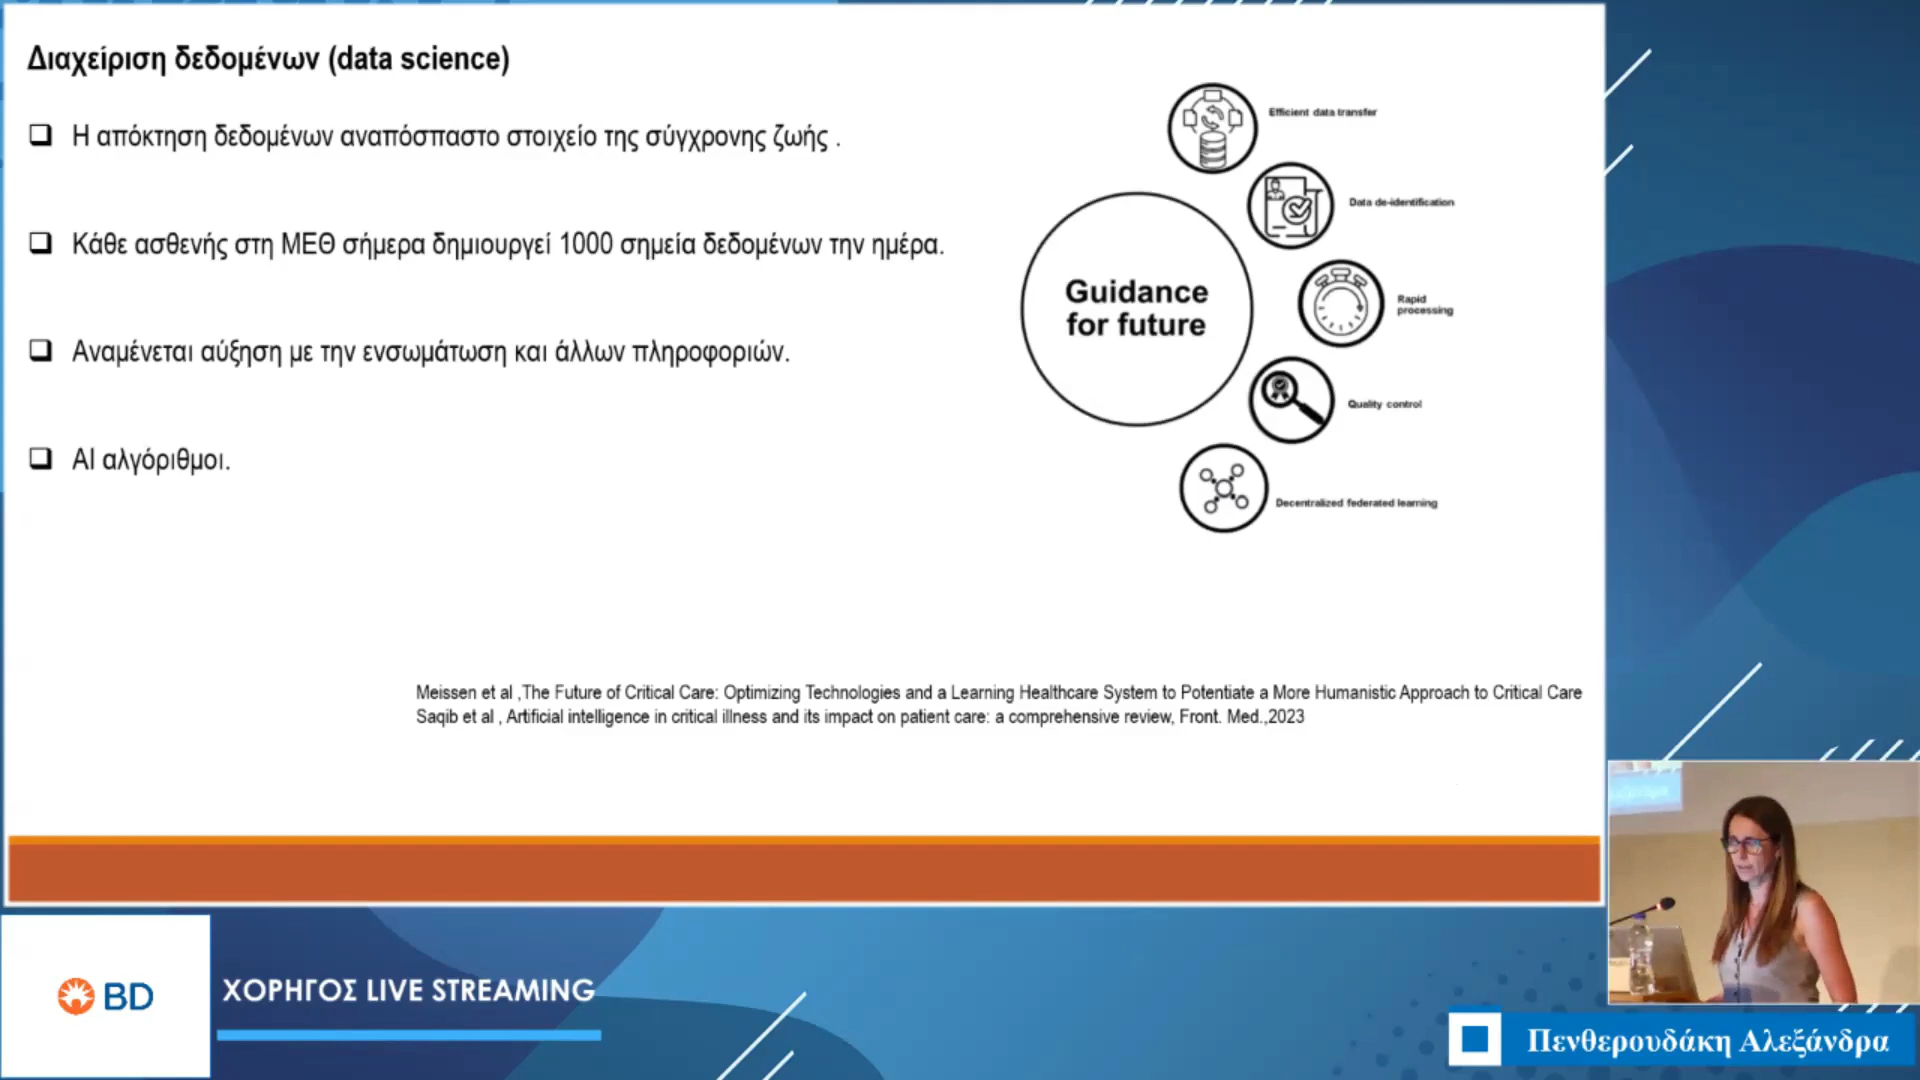 Διαχείριση δεδομένων (data science)
Η απόκτηση δεδομένων αναπόσπαστο στοιχείο της σύγχρονης ζωής .
Κάθε ασθενής στη ΜΕΘ σήμερα δημιουργεί 1000 σημεία δεδομένων την ημέρα.
Αναμένεται αύξηση με την ενσωμάτωση και άλλων πληροφοριών.
AI αλγόριθμοι.
Guidance
for future
Efficient data transfer
Data de-identification
Rapid
processing
Quality control
Decentralized federated learning
Meissen et al ,The Future of Critical Care: Optimizing Technologies and a Learning Healthcare System to Potentiate a More Humanistic Approach to Critical Care
Saqib et al , Artificial intelligence in critical illness and its impact on patient care: a comprehensive review, Front. Med.,2023
BD
ΧΟΡΗΓΟΣ LIVE STREAMING
Πενθερουδάκη Αλεξάνδρα